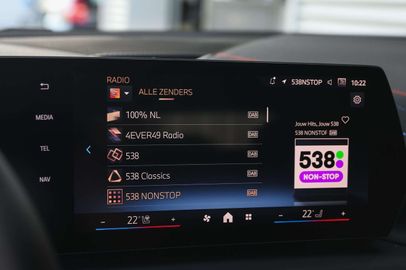 RADIO
538NSTOP
10:22
ALLE ZENDERS
MEDIA
TEL
NAV
100% NL
DAB
4EVER49 Radio
DAB
538
DAB
538 Classics
DAB
538 NONSTOP
DAB
Jouw Hits, Jouw 538
538 NONSTOP
DAB
538
NON-STOP
− 22° +
− 22° +